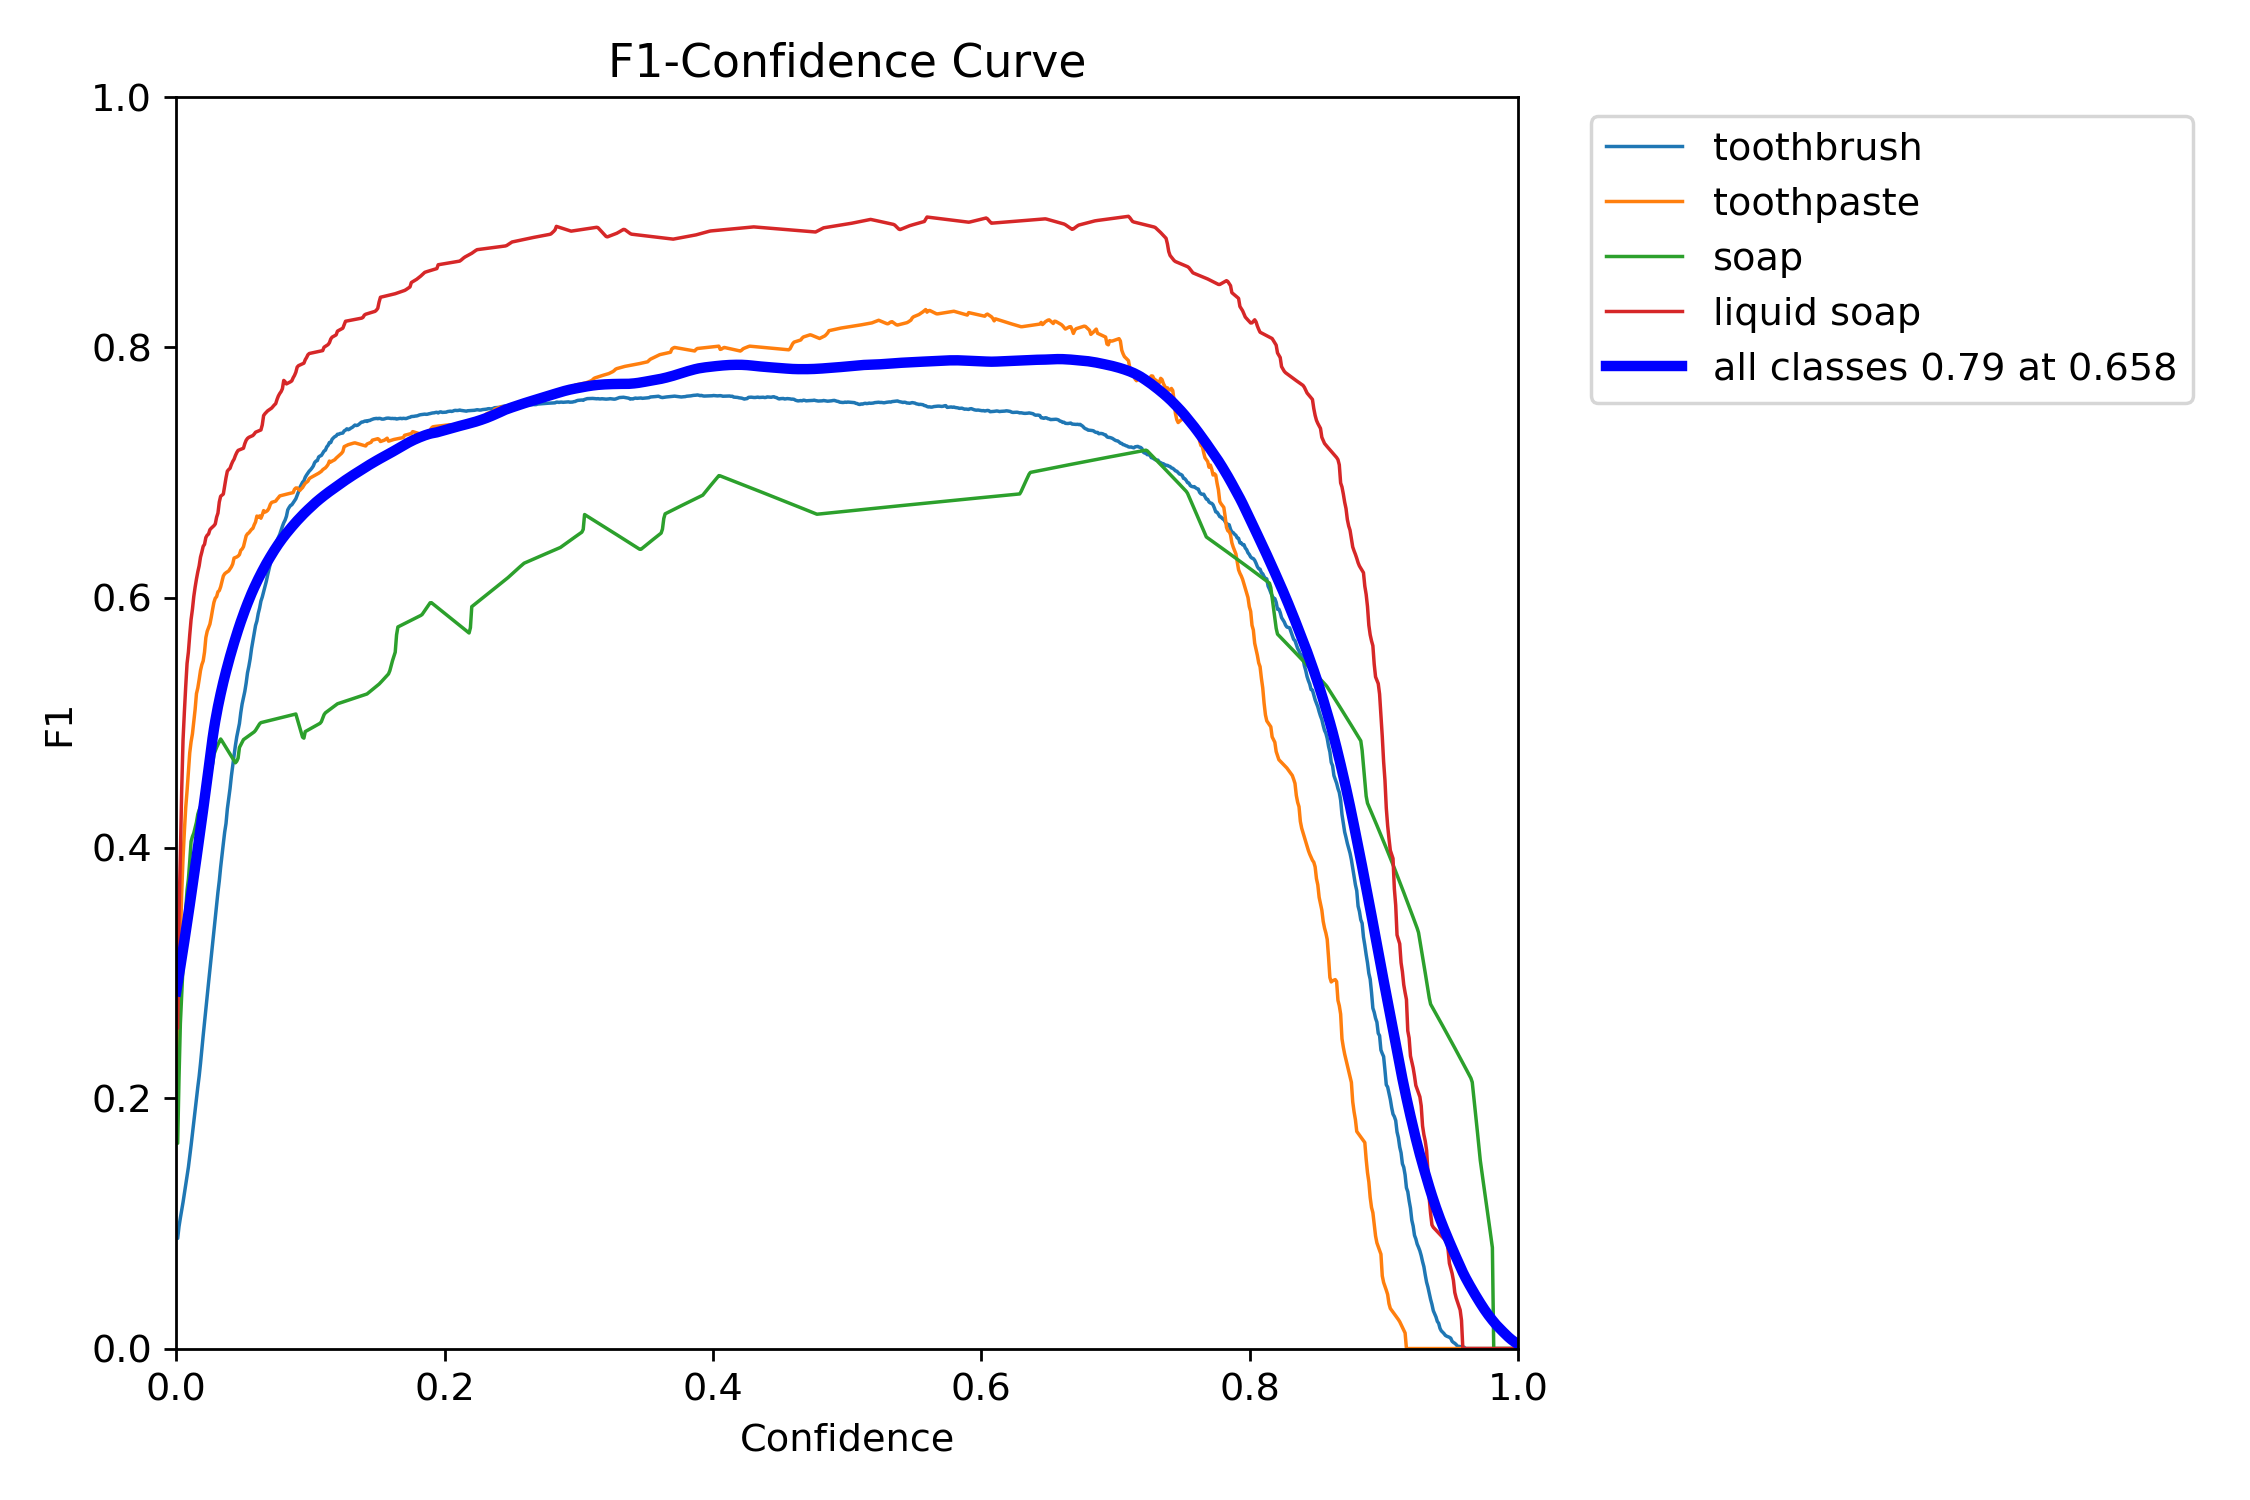 F1-Confidence Curve
1.0
0.8
0.6
0.4
0.2
0.0
F1
0.0 0.2 0.4 0.6 0.8 1.0
Confidence
toothbrush
toothpaste
soap
liquid soap
all classes 0.79 at 0.658